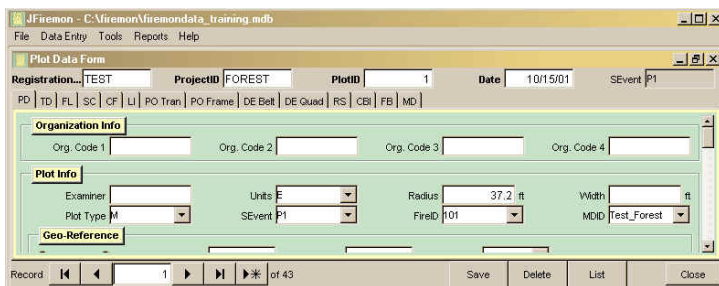 JFiremon - C:\firemon\firemondata_training.mdb
File Data Entry Tools Reports Help
Plot Data Form
Registration... TEST ProjectID FOREST PlotID 1 Date 10/15/01 SEvent P1
PD TD FL SC CF LI PO Tran PO Frame DE Belt DE Quad RS CBI FB MD
Organization Info
Org. Code 1 Org. Code 2 Org. Code 3 Org. Code 4
Plot Info
Examiner Units E Radius 37.2 ft Width ft
Plot Type M SEvent P1 FireID 101 MDID Test_Forest
Geo-Reference
Record 1 of 43 Save Delete List Close